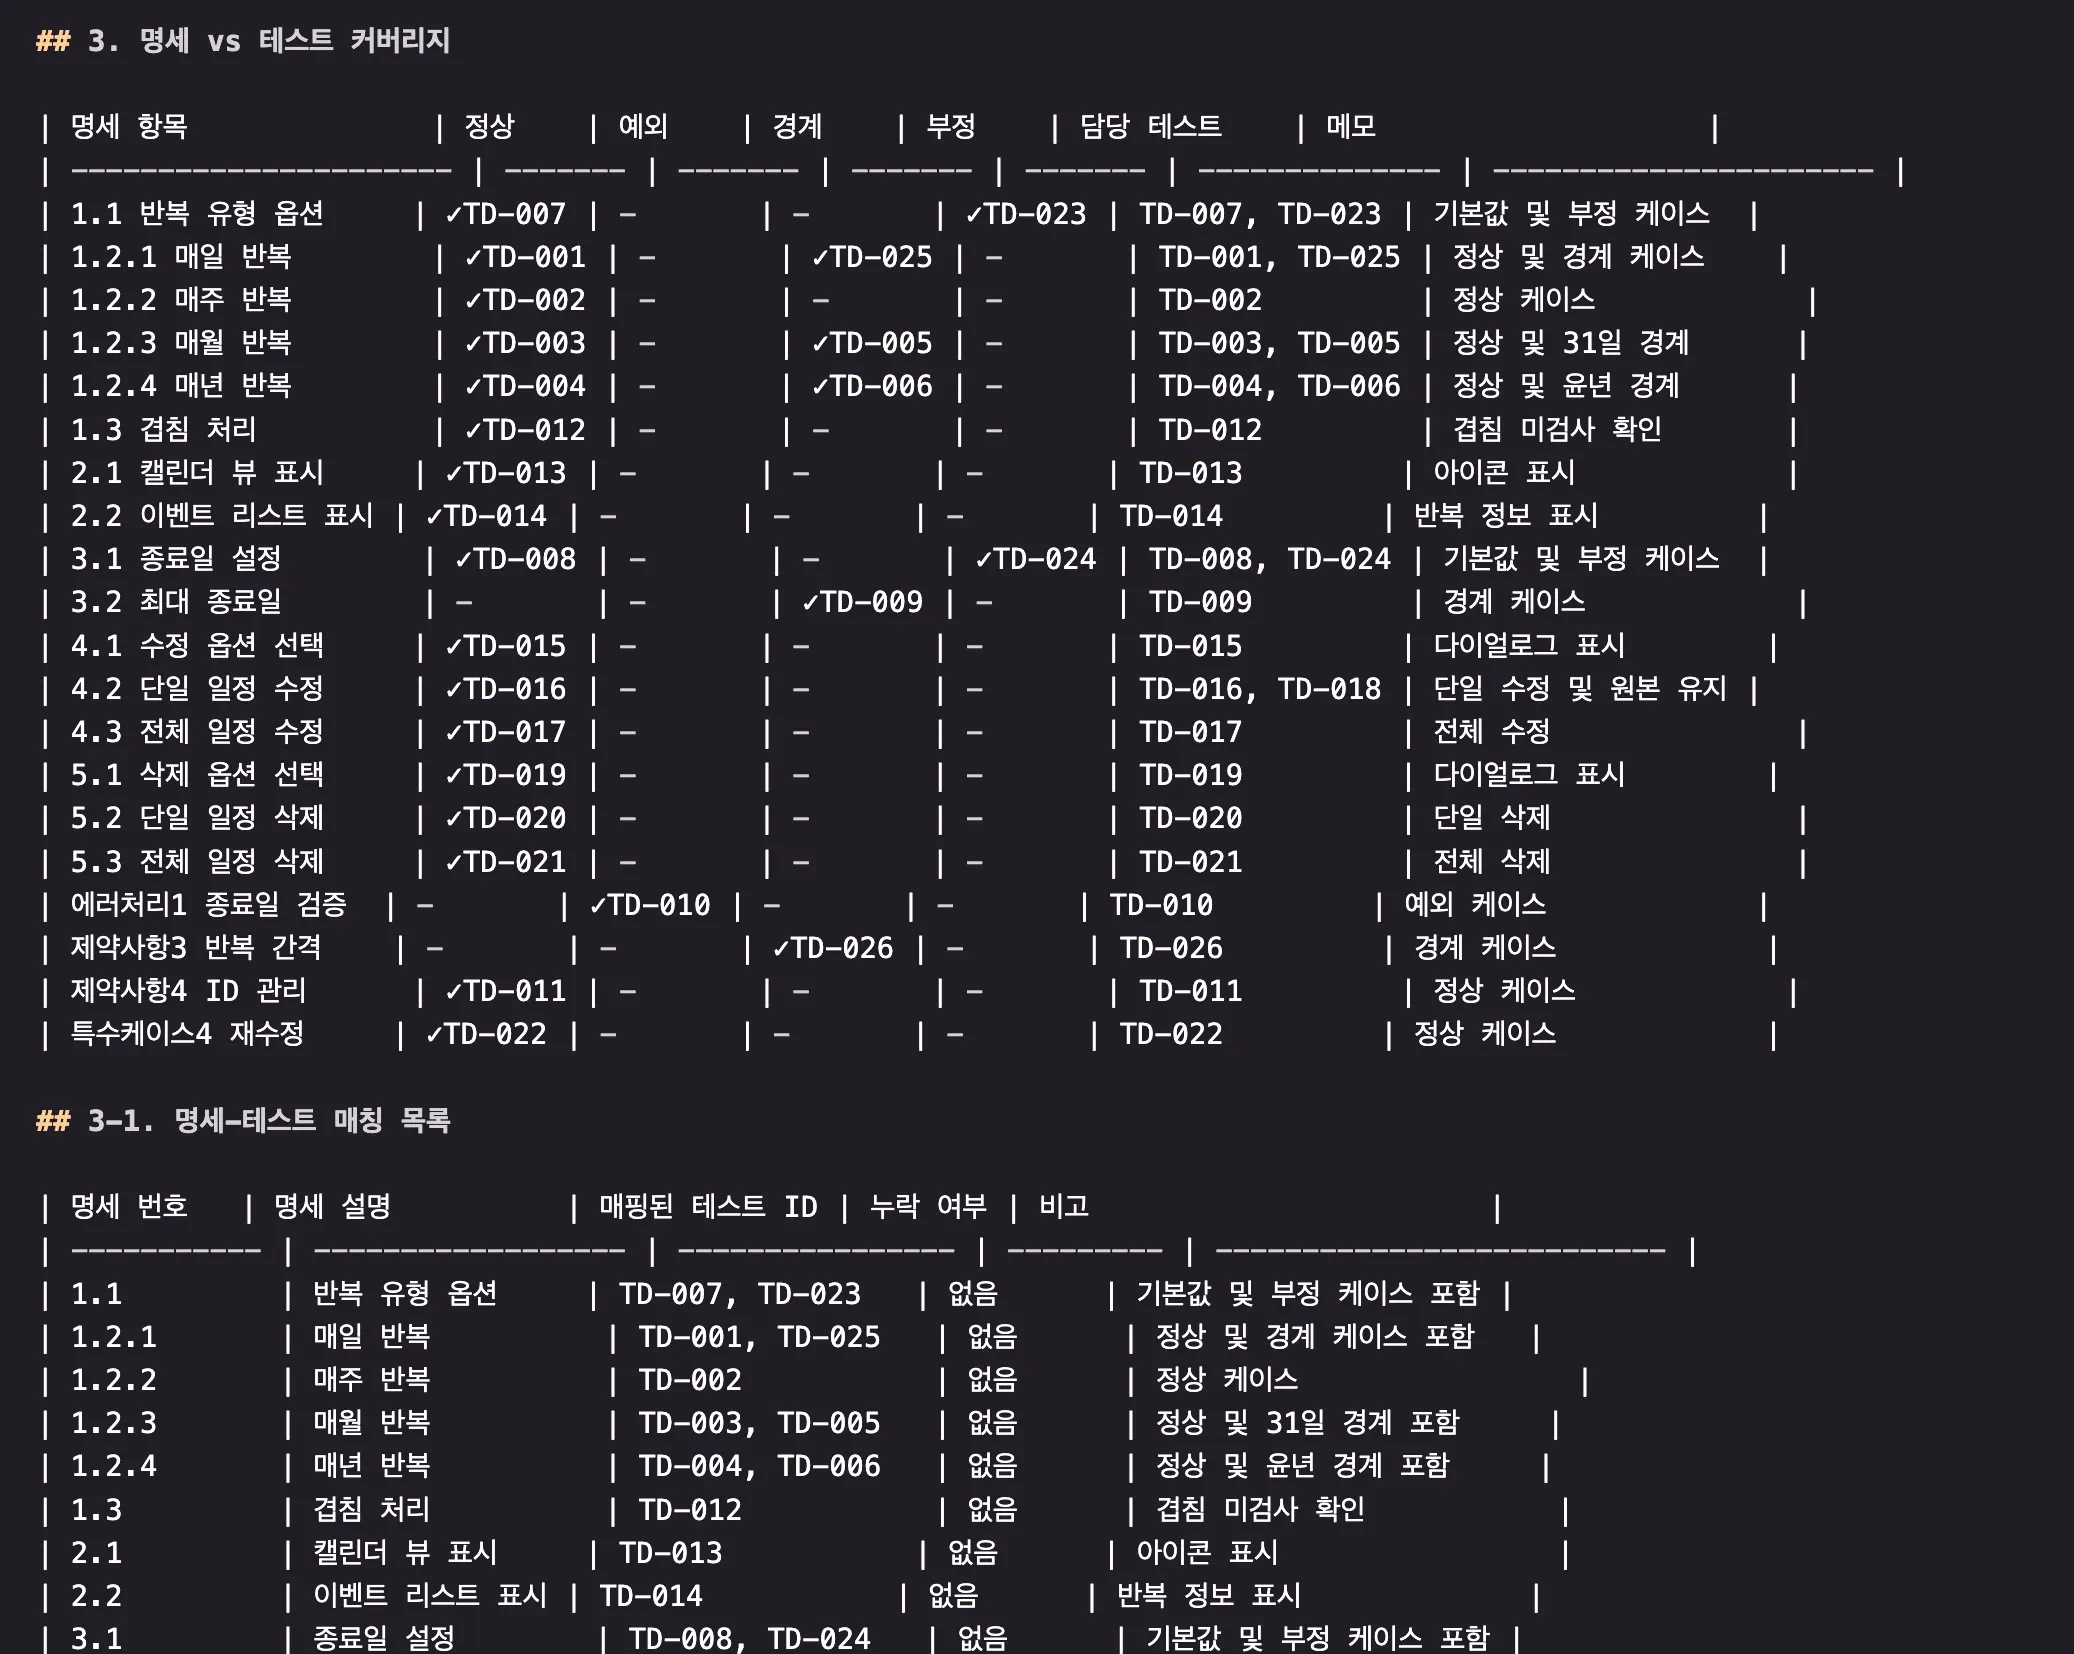 ## 3. 명세 vs 테스트 커버리지
| 명세 항목 | 정상 | 예외 | 경계 | 부정 | 담당 테스트 | 메모 |
| ---------------------- | ------- | ------- | ------- | ------- | -------------- | ---------------------- |
| 1.1 반복 유형 옵션 | ✓TD-007 | - | - | ✓TD-023 | TD-007, TD-023 | 기본값 및 부정 케이스 |
| 1.2.1 매일 반복 | ✓TD-001 | - | ✓TD-025 | - | TD-001, TD-025 | 정상 및 경계 케이스 |
| 1.2.2 매주 반복 | ✓TD-002 | - | - | - | TD-002 | 정상 케이스 |
| 1.2.3 매월 반복 | ✓TD-003 | - | ✓TD-005 | - | TD-003, TD-005 | 정상 및 31일 경계 |
| 1.2.4 매년 반복 | ✓TD-004 | - | ✓TD-006 | - | TD-004, TD-006 | 정상 및 윤년 경계 |
| 1.3 겹침 처리 | ✓TD-012 | - | - | - | TD-012 | 겹침 미검사 확인 |
| 2.1 캘린더 뷰 표시 | ✓TD-013 | - | - | - | TD-013 | 아이콘 표시 |
| 2.2 이벤트 리스트 표시 | ✓TD-014 | - | - | - | TD-014 | 반복 정보 표시 |
| 3.1 종료일 설정 | ✓TD-008 | - | - | ✓TD-024 | TD-008, TD-024 | 기본값 및 부정 케이스 |
| 3.2 최대 종료일 | - | - | ✓TD-009 | - | TD-009 | 경계 케이스 |
| 4.1 수정 옵션 선택 | ✓TD-015 | - | - | - | TD-015 | 다이얼로그 표시 |
| 4.2 단일 일정 수정 | ✓TD-016 | - | - | - | TD-016, TD-018 | 단일 수정 및 원본 유지 |
| 4.3 전체 일정 수정 | ✓TD-017 | - | - | - | TD-017 | 전체 수정 |
| 5.1 삭제 옵션 선택 | ✓TD-019 | - | - | - | TD-019 | 다이얼로그 표시 |
| 5.2 단일 일정 삭제 | ✓TD-020 | - | - | - | TD-020 | 단일 삭제 |
| 5.3 전체 일정 삭제 | ✓TD-021 | - | - | - | TD-021 | 전체 삭제 |
| 에러처리1 종료일 검증 | - | ✓TD-010 | - | - | TD-010 | 예외 케이스 |
| 제약사항3 반복 간격 | - | - | ✓TD-026 | - | TD-026 | 경계 케이스 |
| 제약사항4 ID 관리 | ✓TD-011 | - | - | - | TD-011 | 정상 케이스 |
| 특수케이스4 재수정 | ✓TD-022 | - | - | - | TD-022 | 정상 케이스 |
## 3-1. 명세-테스트 매칭 목록
| 명세 번호 | 명세 설명 | 매핑된 테스트 ID | 누락 여부 | 비고 |
| ----------- | ------------------ | ---------------- | --------- | -------------------------- |
| 1.1 | 반복 유형 옵션 | TD-007, TD-023 | 없음 | 기본값 및 부정 케이스 포함 |
| 1.2.1 | 매일 반복 | TD-001, TD-025 | 없음 | 정상 및 경계 케이스 포함 |
| 1.2.2 | 매주 반복 | TD-002 | 없음 | 정상 케이스 |
| 1.2.3 | 매월 반복 | TD-003, TD-005 | 없음 | 정상 및 31일 경계 포함 |
| 1.2.4 | 매년 반복 | TD-004, TD-006 | 없음 | 정상 및 윤년 경계 포함 |
| 1.3 | 겹침 처리 | TD-012 | 없음 | 겹침 미검사 확인 |
| 2.1 | 캘린더 뷰 표시 | TD-013 | 없음 | 아이콘 표시 |
| 2.2 | 이벤트 리스트 표시 | TD-014 | 없음 | 반복 정보 표시 |
| 3.1 | 종료일 설정 | TD-008, TD-024 | 없음 | 기본값 및 부정 케이스 포함 |